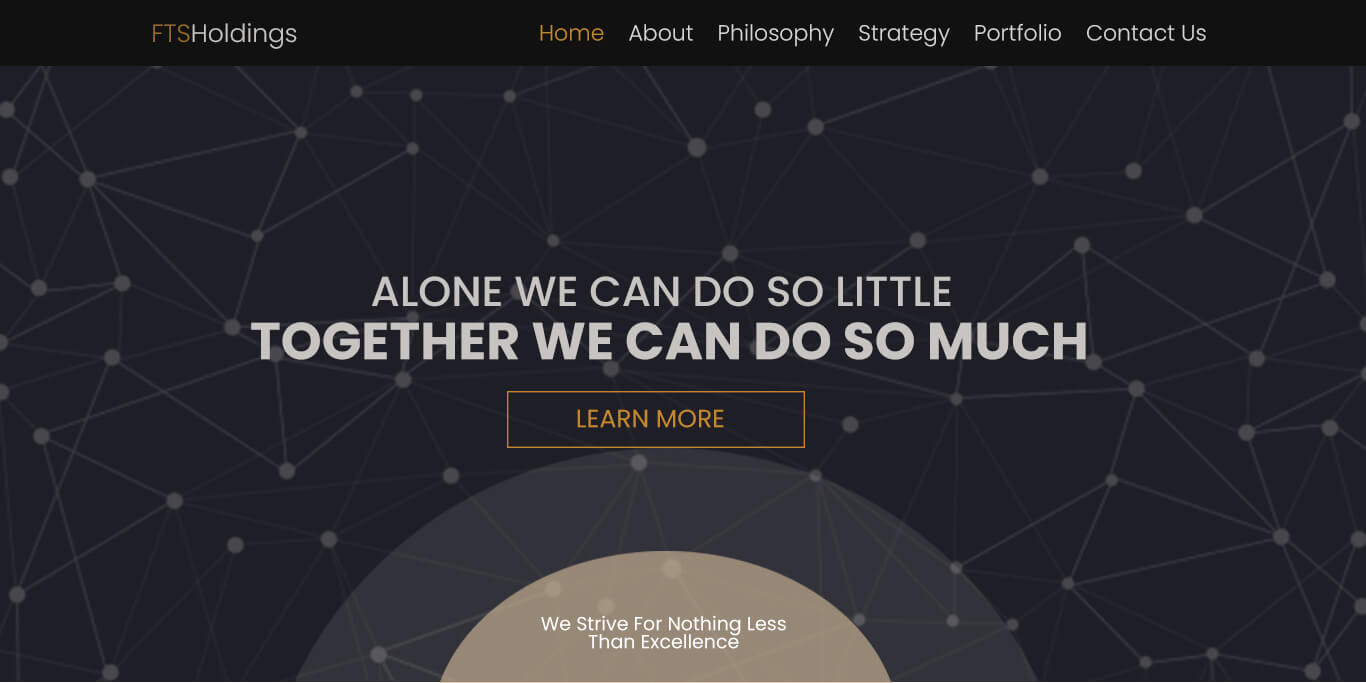 FTSHoldings
Home About Philosophy Strategy Portfolio Contact Us
ALONE WE CAN DO SO LITTLE
TOGETHER WE CAN DO SO MUCH
LEARN MORE
We Strive For Nothing Less
Than Excellence